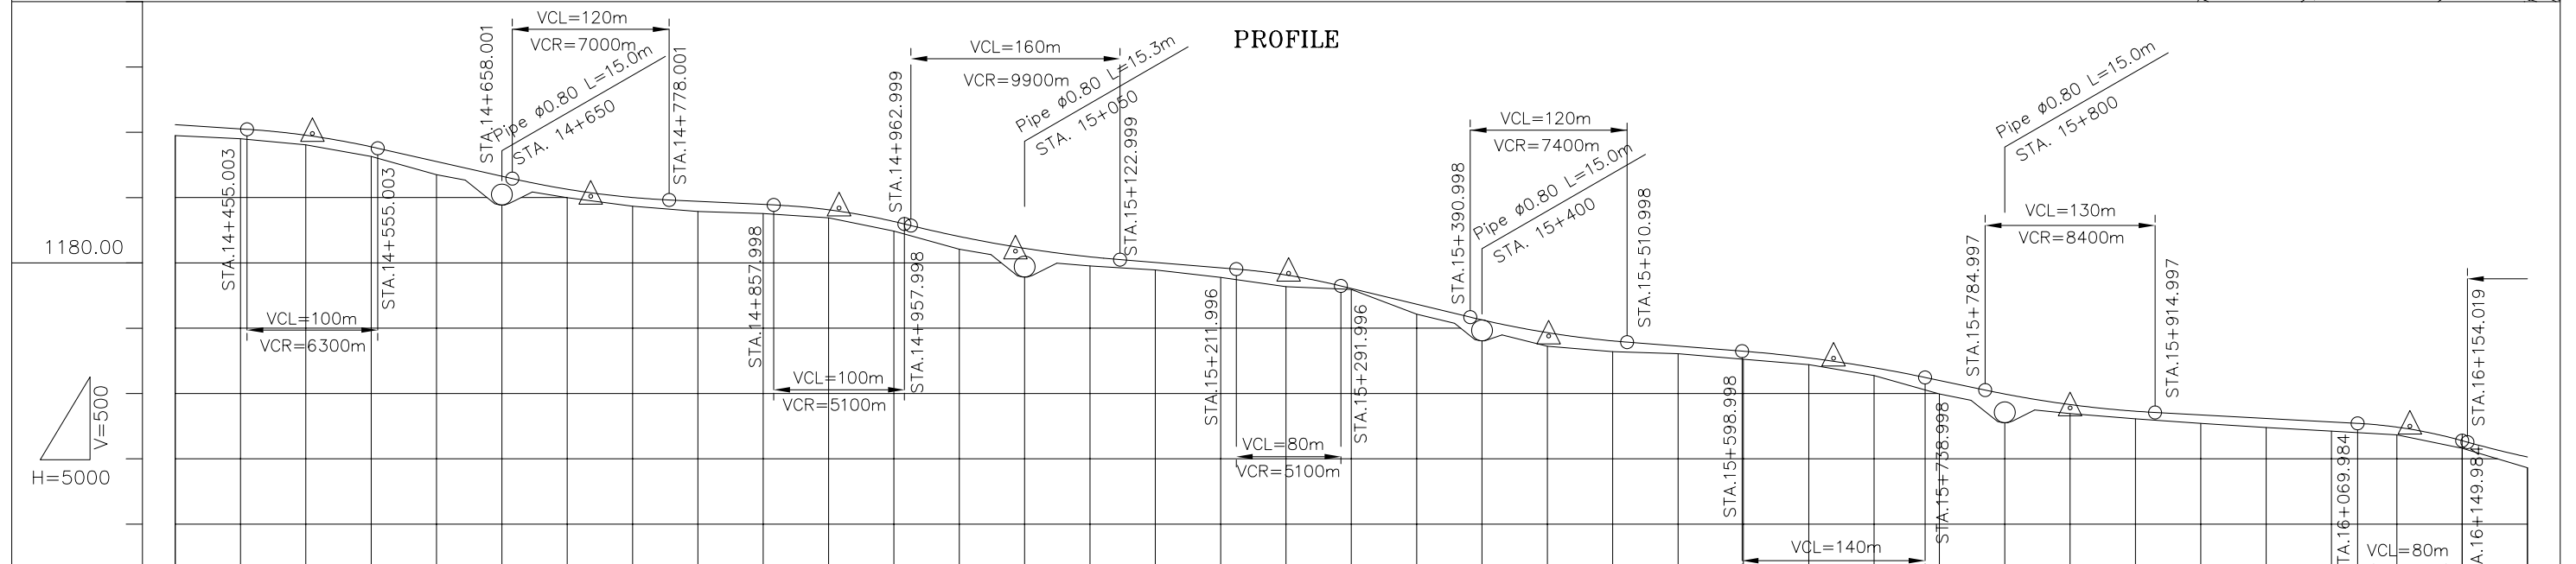 PROFILE
VCL=120m
VCR=7000m
STA.14+658.001
STA.14+778.001
Pipe ø0.80 L=15.0m
STA. 14+650
VCL=160m
VCR=9900m
STA.14+962.999
STA.15+122.999
Pipe ø0.80 L=15.3m
STA. 15+050
VCL=120m
VCR=7400m
STA.15+390.998
STA.15+510.998
Pipe ø0.80 L=15.0m
STA. 15+400
Pipe ø0.80 L=15.0m
STA. 15+800
VCL=130m
VCR=8400m
STA.15+784.997
STA.15+914.997
STA.16+154.019
1180.00
STA.14+455.003
STA.14+555.003
VCL=100m
VCR=6300m
STA.14+857.998
STA.14+957.998
VCL=100m
VCR=5100m
STA.15+211.996
STA.15+291.996
VCL=80m
VCR=5100m
STA.15+598.998
STA.15+738.998
VCL=140m
TA.16+069.984
A.16+149.984
VCL=80m
V=500
H=5000